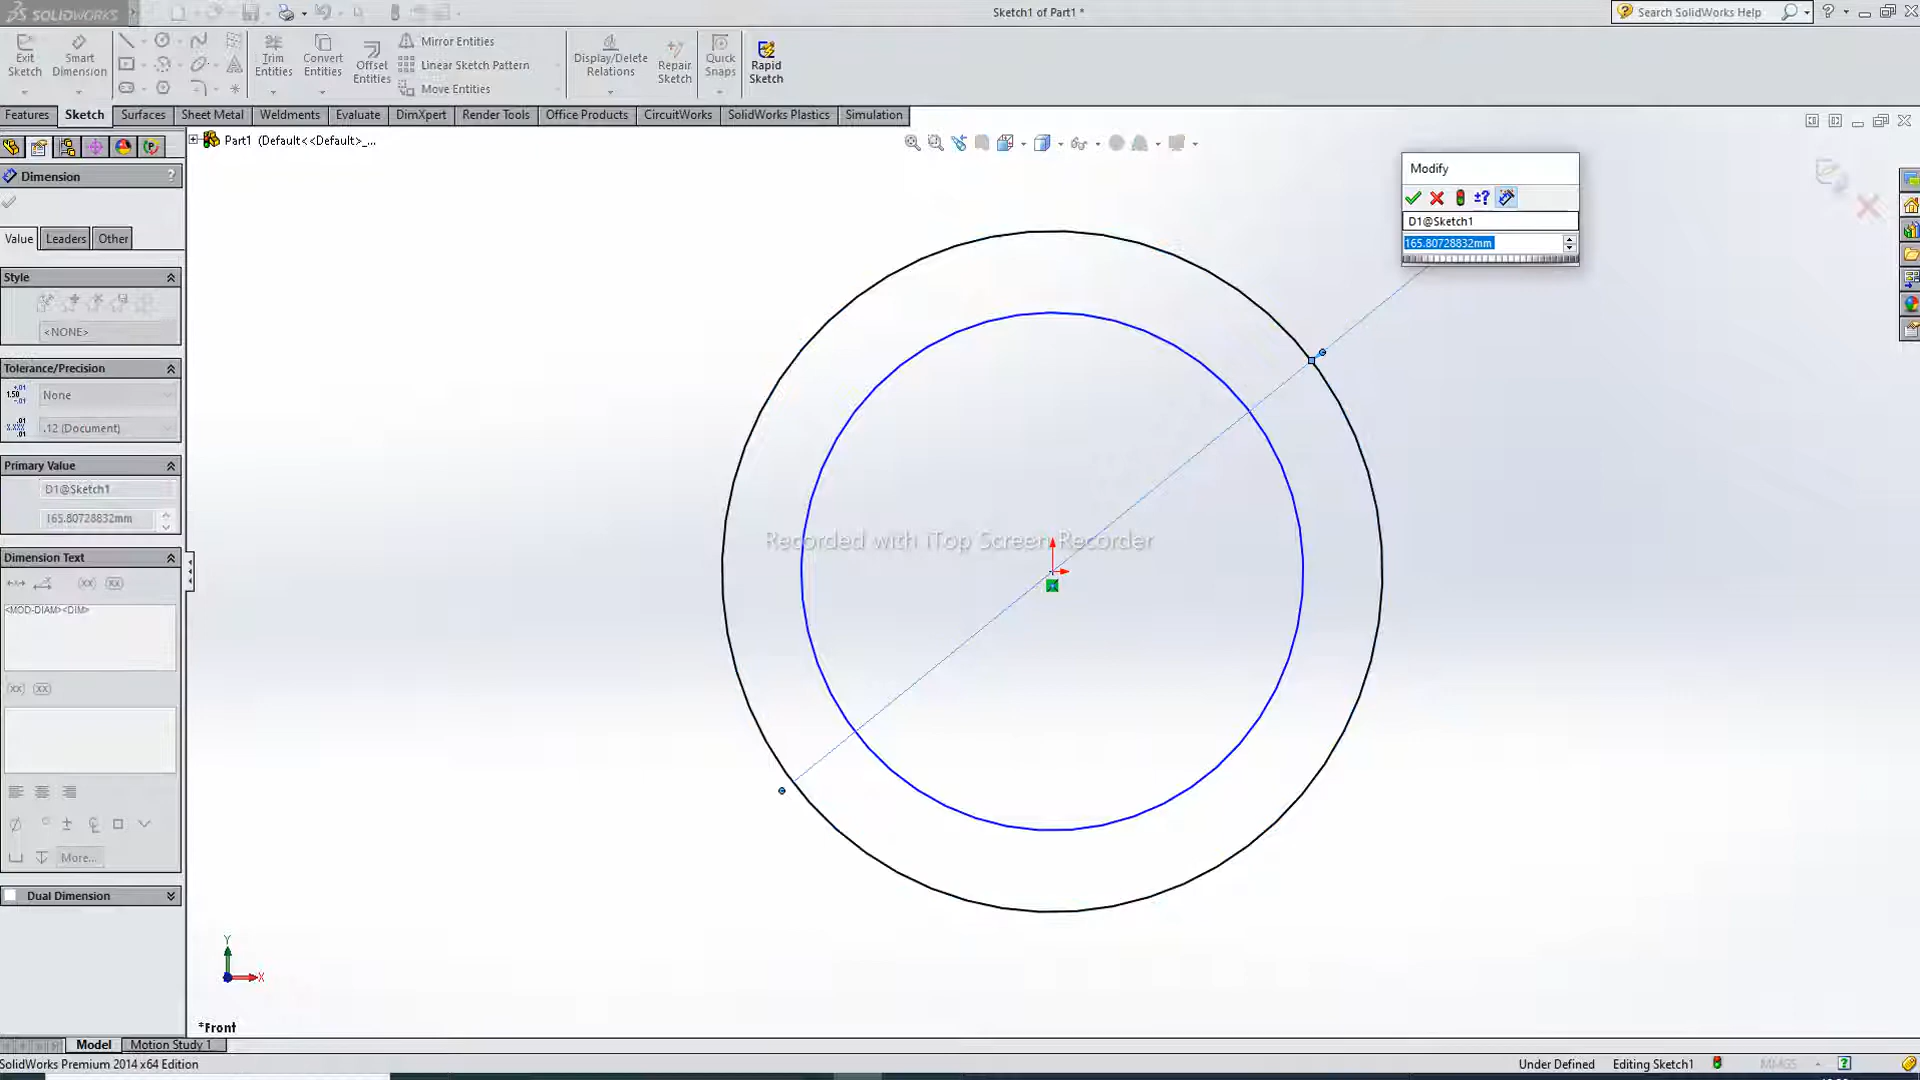 SOLIDWORKS
Sketch1 of Part1 *
Search SolidWorks Help
Exit Sketch
Smart Dimension
Trim Entities
Convert Entities
Offset Entities
Mirror Entities
Linear Sketch Pattern
Move Entities
Display/Delete Relations
Repair Sketch
Quick Snaps
Rapid Sketch
Features Sketch Surfaces Sheet Metal Weldments Evaluate DimXpert Render Tools Office Products CircuitWorks SolidWorks Plastics Simulation
Part1 (Default<<Default>_...
Dimension ?
Value Leaders Other
Style
<NONE>
Tolerance/Precision
None
.12 (Document)
Primary Value
D1@Sketch1
165.80728832mm
Dimension Text
<MOD-DIAM><DIM>
More...
Dual Dimension
Modify
D1@Sketch1
165.80728832mm
Recorded with iTop Screen Recorder
Y
X
*Front
Model Motion Study 1
SolidWorks Premium 2014 x64 Edition
Under Defined Editing Sketch1 MMGS